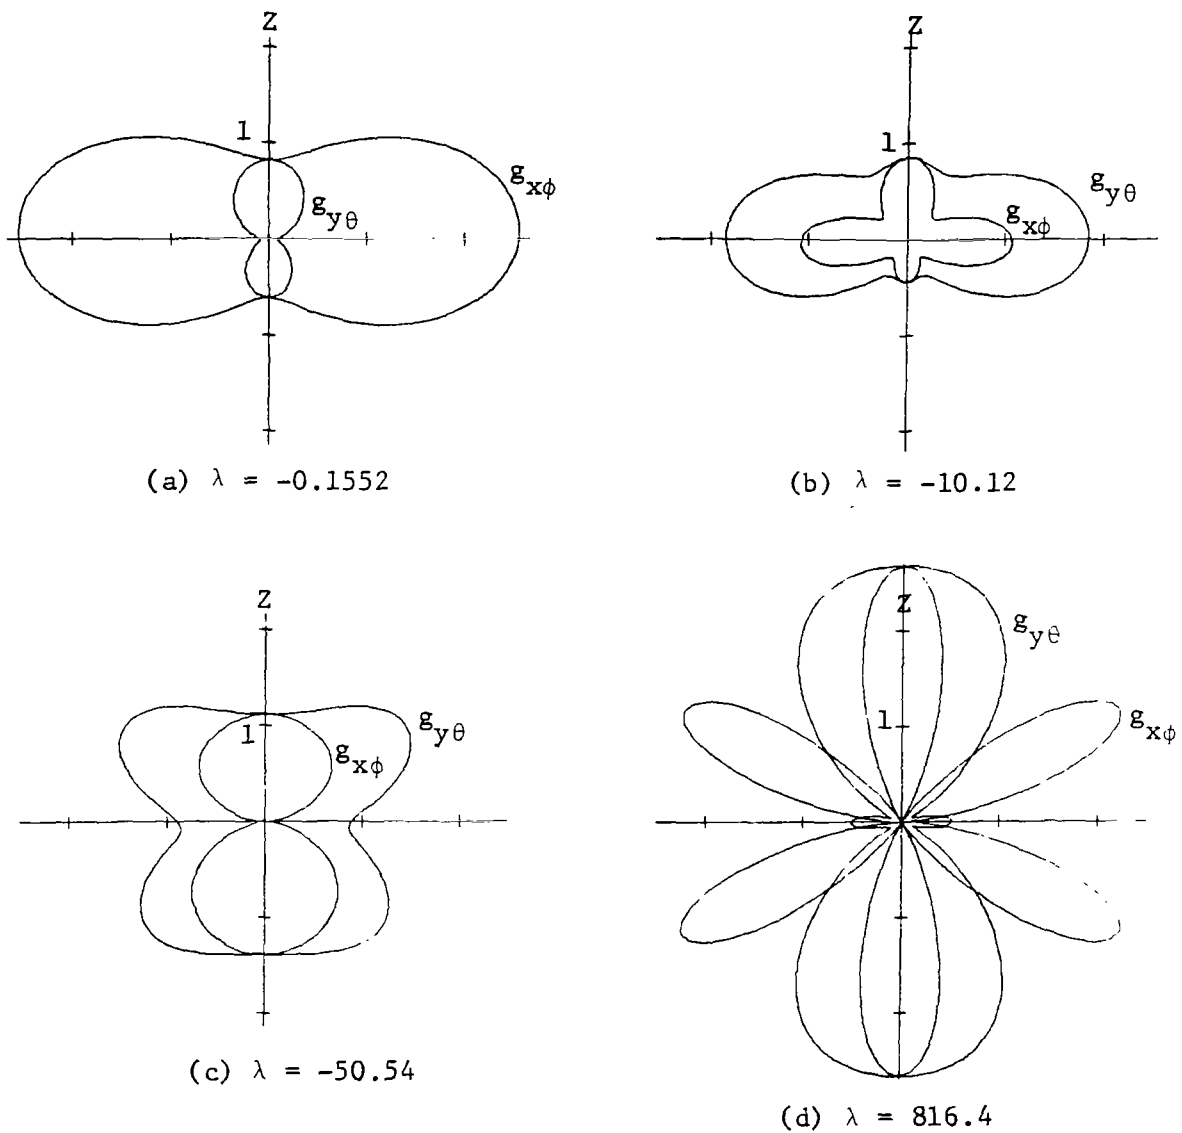 Z
1
g_{xϕ}
g_{yθ}
(a) λ = -0.1552
Z
1
g_{yθ}
g_{xϕ}
(b) λ = -10.12
Z
1
g_{yθ}
g_{xϕ}
(c) λ = -50.54
Z
g_{yθ}
1
g_{xϕ}
(d) λ = 816.4